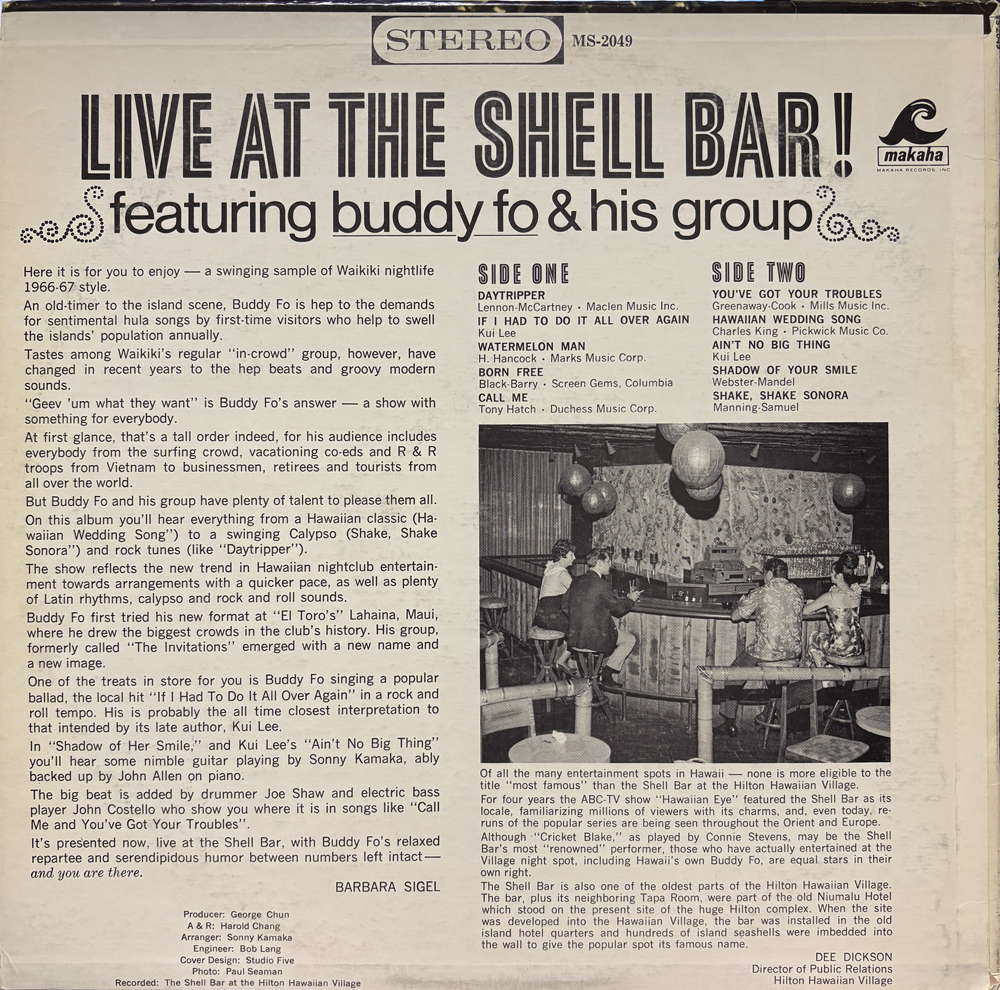 STEREO MS-2049
LIVE AT THE SHELL BAR!
makaha
MAKAHA RECORDS, INC
featuring buddy fo & his group
Here it is for you to enjoy — a swinging sample of Waikiki nightlife
1966-67 style.
An old-timer to the island scene, Buddy Fo is hep to the demands
for sentimental hula songs by first-time visitors who help to swell
the islands' population annually.
Tastes among Waikiki's regular "in-crowd" group, however, have
changed in recent years to the hep beats and groovy modern
sounds.
"Geev 'um what they want" is Buddy Fo's answer — a show with
something for everybody.
At first glance, that's a tall order indeed, for his audience includes
everybody from the surfing crowd, vacationing co-eds and R & R
troops from Vietnam to businessmen, retirees and tourists from
all over the world.
But Buddy Fo and his group have plenty of talent to please them all.
On this album you'll hear everything from a Hawaiian classic (Ha-
waiian Wedding Song") to a swinging Calypso (Shake, Shake
Sonora") and rock tunes (like "Daytripper").
The show reflects the new trend in Hawaiian nightclub entertain-
ment towards arrangements with a quicker pace, as well as plenty
of Latin rhythms, calypso and rock and roll sounds.
Buddy Fo first tried his new format at "El Toro's" Lahaina, Maui,
where he drew the biggest crowds in the club's history. His group,
formerly called "The Invitations" emerged with a new name and
a new image.
One of the treats in store for you is Buddy Fo singing a popular
ballad, the local hit "If I Had To Do It All Over Again" in a rock and
roll tempo. His is probably the all time closest interpretation to
that intended by its late author, Kui Lee.
In "Shadow of Her Smile," and Kui Lee's "Ain't No Big Thing"
you'll hear some nimble guitar playing by Sonny Kamaka, ably
backed up by John Allen on piano.
The big beat is added by drummer Joe Shaw and electric bass
player John Costello who show you where it is in songs like "Call
Me and You've Got Your Troubles".
It's presented now, live at the Shell Bar, with Buddy Fo's relaxed
repartee and serendipidous humor between numbers left intact—
and you are there.
BARBARA SIGEL
Producer: George Chun
A & R: Harold Chang
Arranger: Sonny Kamaka
Engineer: Bob Lang
Cover Design: Studio Five
Photo: Paul Seaman
Recorded: The Shell Bar at the Hilton Hawaiian Village
SIDE ONE
DAYTRIPPER
Lennon-McCartney • Maclen Music Inc.
IF I HAD TO DO IT ALL OVER AGAIN
Kui Lee
WATERMELON MAN
H. Hancock • Marks Music Corp.
BORN FREE
Black-Barry • Screen Gems, Columbia
CALL ME
Tony Hatch • Duchess Music Corp.
SIDE TWO
YOU'VE GOT YOUR TROUBLES
Greenaway-Cook • Mills Music Inc.
HAWAIIAN WEDDING SONG
Charles King • Pickwick Music Co.
AIN'T NO BIG THING
Kui Lee
SHADOW OF YOUR SMILE
Webster-Mandel
SHAKE, SHAKE SONORA
Manning-Samuel
Of all the many entertainment spots in Hawaii — none is more eligible to the
title "most famous" than the Shell Bar at the Hilton Hawaiian Village.
For four years the ABC-TV show "Hawaiian Eye" featured the Shell Bar as its
locale, familiarizing millions of viewers with its charms, and, even today, re-
runs of the popular series are being seen throughout the Orient and Europe.
Although "Cricket Blake," as played by Connie Stevens, may be the Shell
Bar's most "renowned" performer, those who have actually entertained at the
Village night spot, including Hawaii's own Buddy Fo, are equal stars in their
own right.
The Shell Bar is also one of the oldest parts of the Hilton Hawaiian Village.
The bar, plus its neighboring Tapa Room, were part of the old Niumalu Hotel
which stood on the present site of the huge Hilton complex. When the site
was developed into the Hawaiian Village, the bar was installed in the old
island hotel quarters and hundreds of island seashells were imbedded into
the wall to give the popular spot its famous name.
DEE DICKSON
Director of Public Relations
Hilton Hawaiian Village